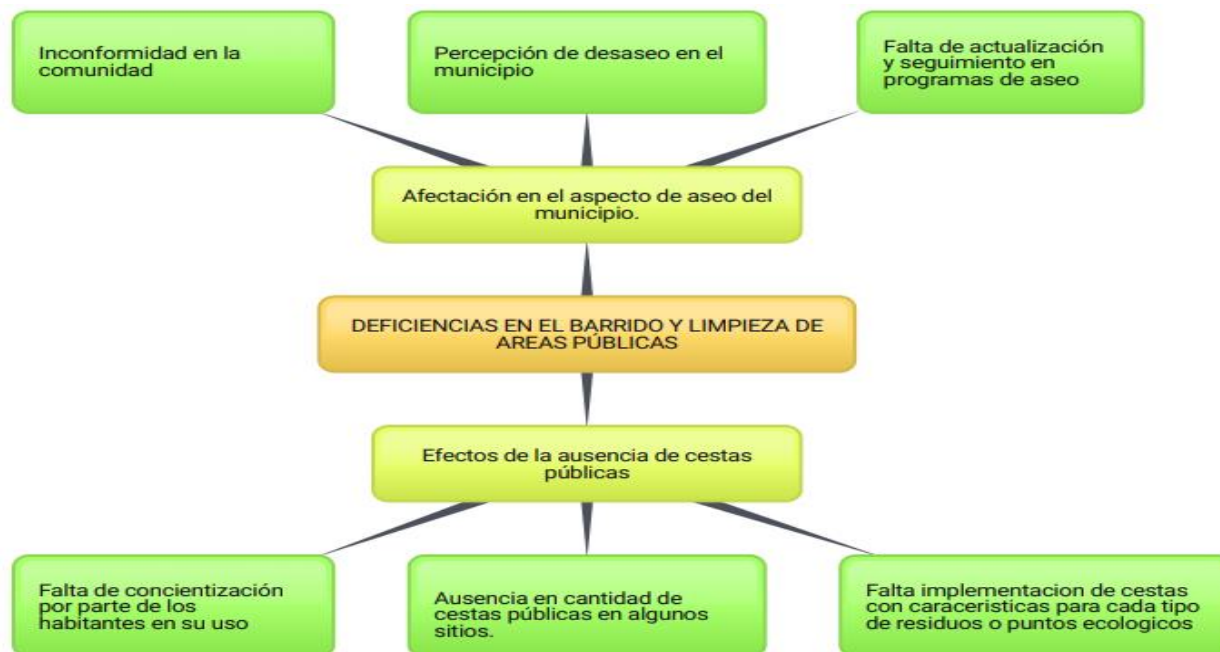 Inconformidad en la
comunidad
Percepción de desaseo en el
municipio
Falta de actualización
y seguimiento en
programas de aseo
Afectación en el aspecto de aseo del
municipio.
DEFICIENCIAS EN EL BARRIDO Y LIMPIEZA DE
AREAS PÚBLICAS
Efectos de la ausencia de cestas
públicas
Falta de concientización
por parte de los
habitantes en su uso
Ausencia en cantidad de
cestas públicas en algunos
sitios.
Falta implementacion de cestas
con caraceristicas para cada tipo
de residuos o puntos ecologicos